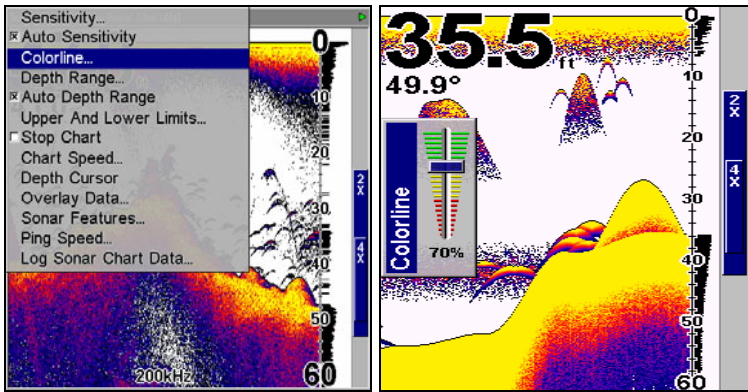 Sensitivity...
Auto Sensitivity
Colorline...
Depth Range...
Auto Depth Range
Upper And Lower Limits...
Stop Chart
Chart Speed...
Depth Cursor
Overlay Data...
Sonar Features...
Ping Speed...
Log Sonar Chart Data...
0
10
20
30
40
50
60
200kHz
2X
4X
35.5 ft
49.9°
Colorline
70%
0
10
20
30
40
50
60
2X
4X